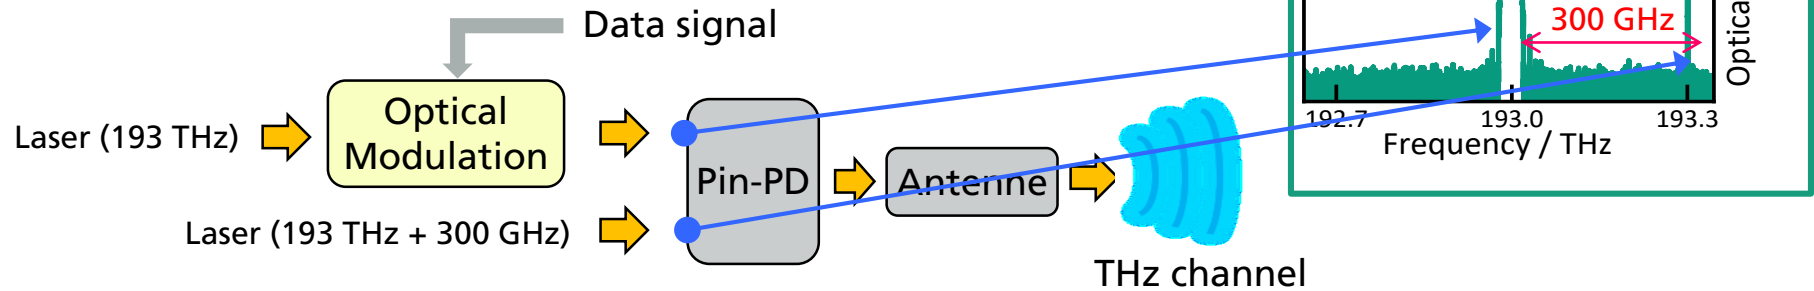 Data signal
Optical
Modulation
Laser (193 THz)
Laser (193 THz + 300 GHz)
Pin-PD
Antenne
THz channel
300 GHz
192.7
193.0
193.3
Frequency / THz